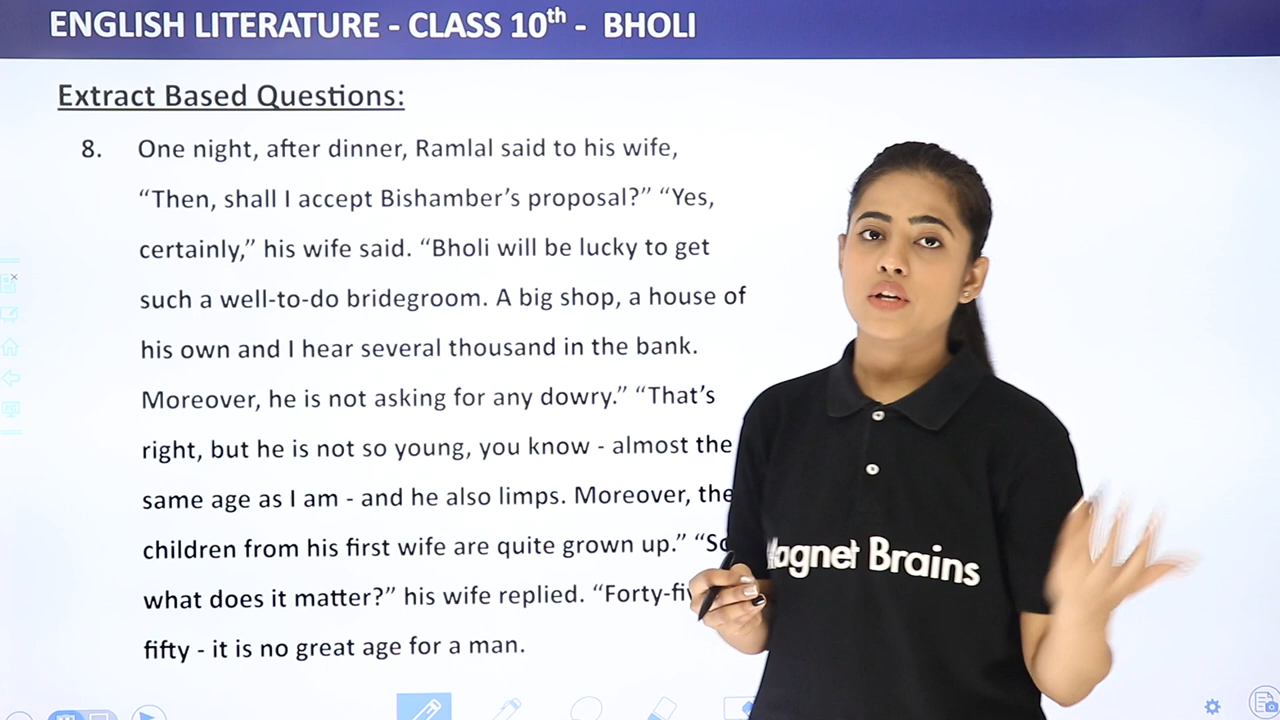 ENGLISH LITERATURE - CLASS 10th - BHOLI
Extract Based Questions:
8. One night, after dinner, Ramlal said to his wife,
“Then, shall I accept Bishamber’s proposal?” “Yes,
certainly,” his wife said. “Bholi will be lucky to get
such a well-to-do bridegroom. A big shop, a house of
his own and I hear several thousand in the bank.
Moreover, he is not asking for any dowry.” “That’s
right, but he is not so young, you know - almost the
same age as I am - and he also limps. Moreover, the
children from his first wife are quite grown up.” “So
what does it matter?” his wife replied. “Forty-fi
fifty - it is no great age for a man.
Magnet Brains